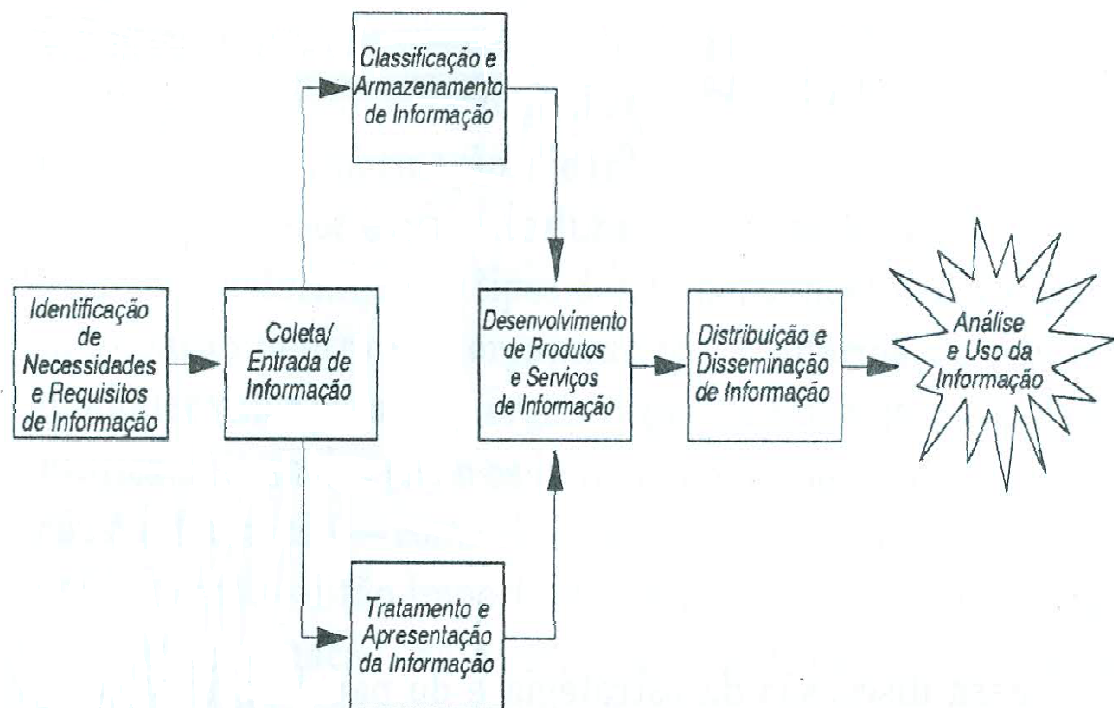 Identificação
de
Necessidades
e Requisitos
de Informação
Coleta/
Entrada de
Informação
Classificação e
Armazenamento
de Informação
Tratamento e
Apresentação
da Informação
Desenvolvimento
de Produtos
e Serviços
de Informação
Distribuição e
Disseminação
de Informação
Análise
e Uso da
Informação